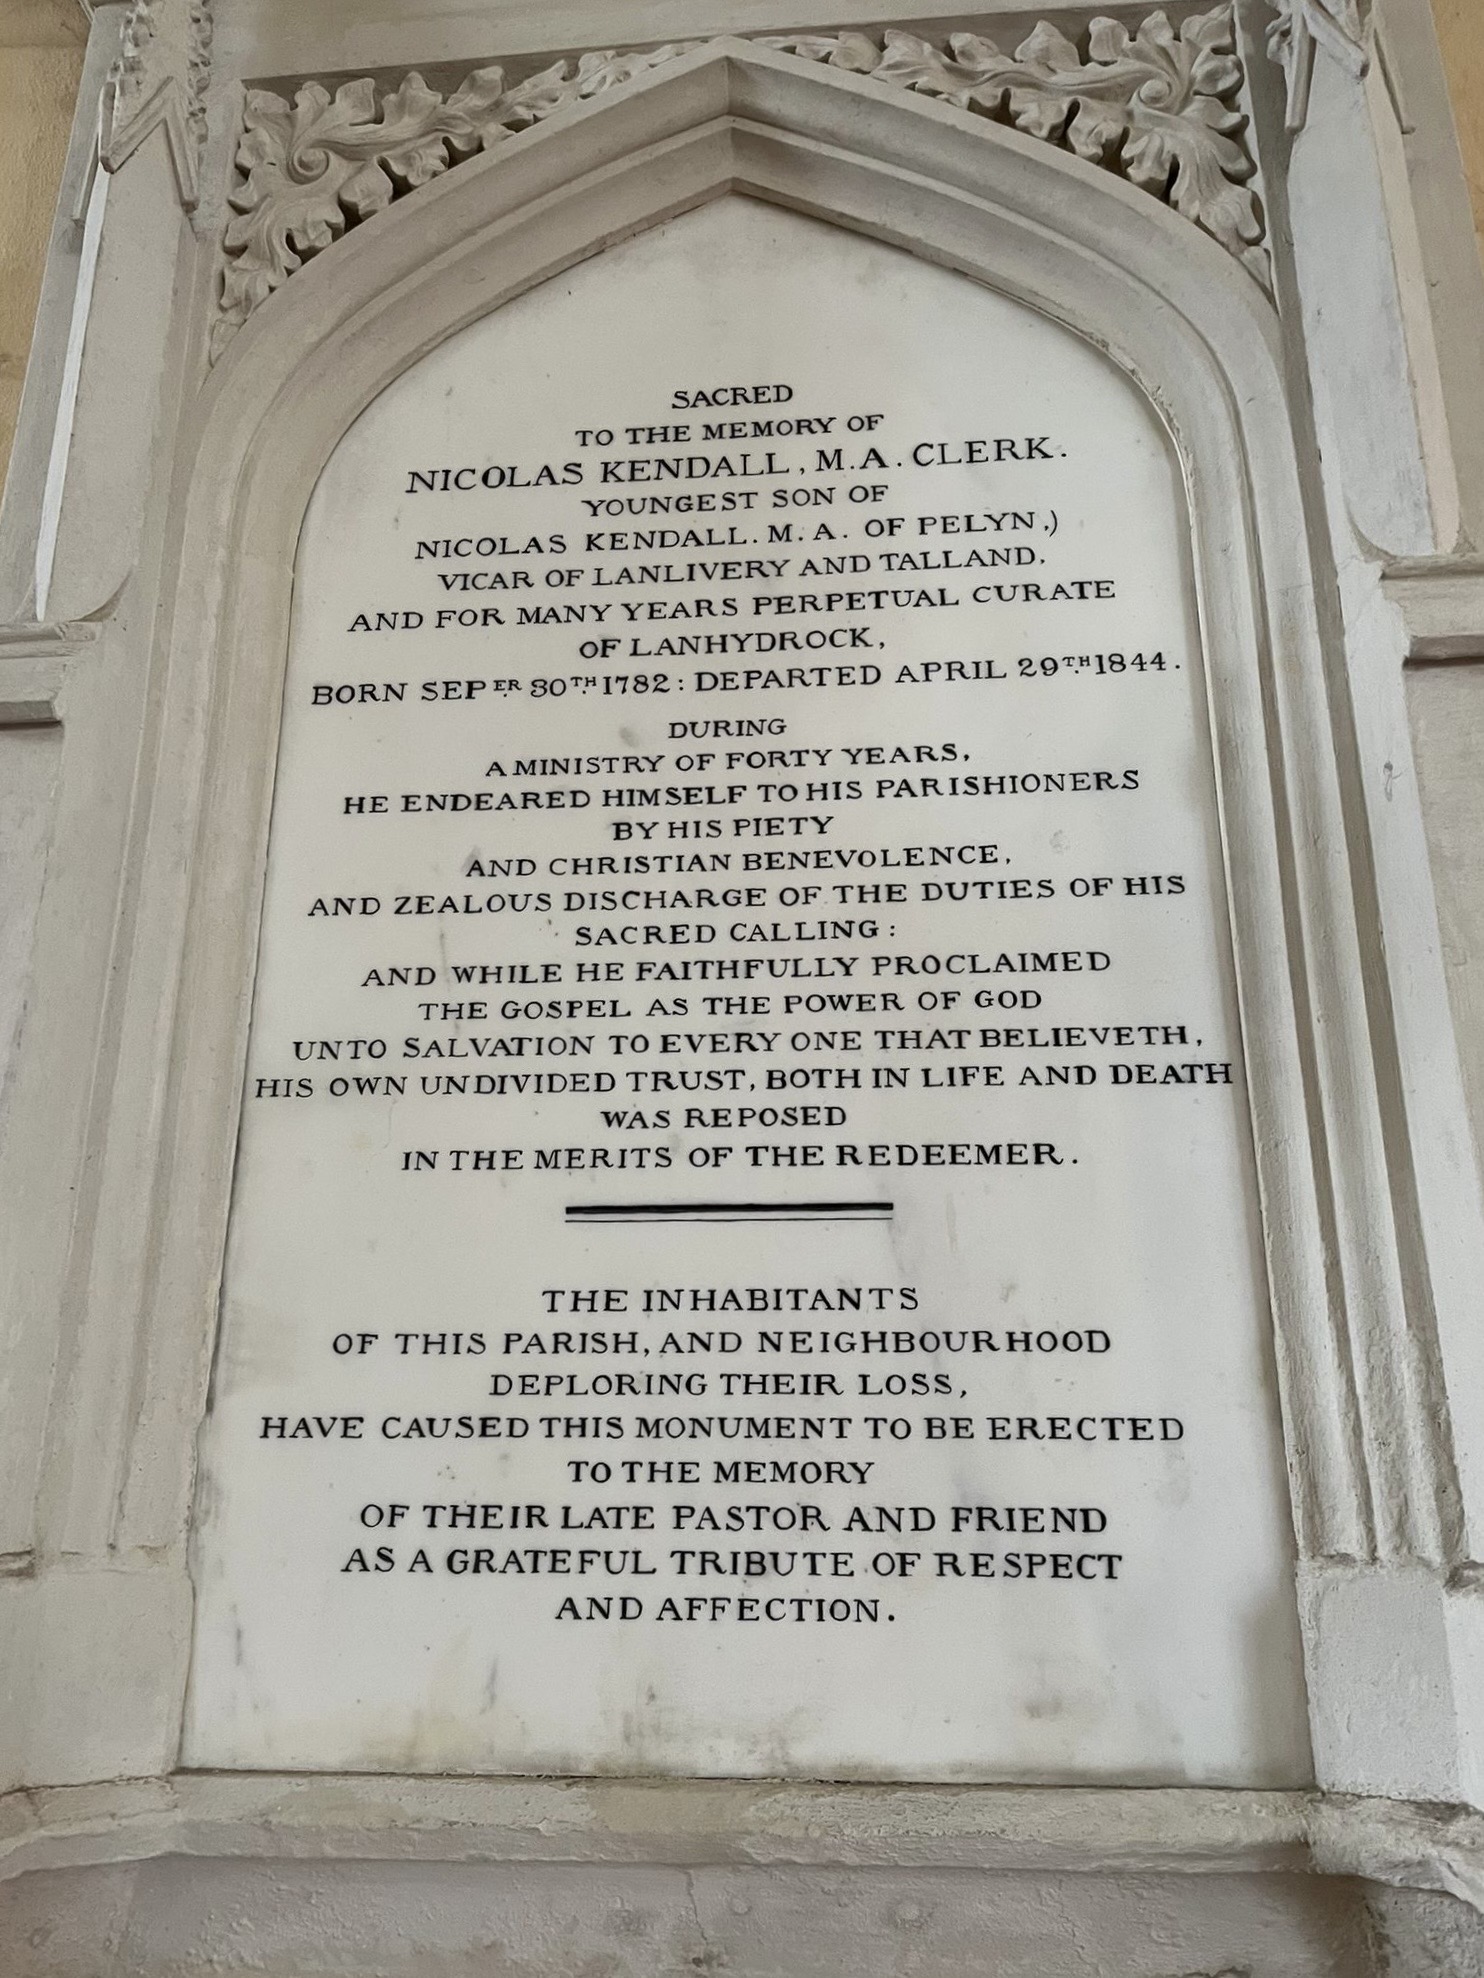 SACRED
TO THE MEMORY OF
NICOLAS KENDALL, M.A. CLERK.
YOUNGEST SON OF
NICOLAS KENDALL. M.A. OF PELYN,)
VICAR OF LANLIVERY AND TALLAND,
AND FOR MANY YEARS PERPETUAL CURATE
OF LANHYDROCK,
BORN SEPER 30TH 1782: DEPARTED APRIL 29TH 1844.
DURING
A MINISTRY OF FORTY YEARS,
HE ENDEARED HIMSELF TO HIS PARISHIONERS
BY HIS PIETY
AND CHRISTIAN BENEVOLENCE,
AND ZEALOUS DISCHARGE OF THE DUTIES OF HIS
SACRED CALLING:
AND WHILE HE FAITHFULLY PROCLAIMED
THE GOSPEL AS THE POWER OF GOD
UNTO SALVATION TO EVERY ONE THAT BELIEVETH,
HIS OWN UNDIVIDED TRUST, BOTH IN LIFE AND DEATH
WAS REPOSED
IN THE MERITS OF THE REDEEMER.
THE INHABITANTS
OF THIS PARISH, AND NEIGHBOURHOOD
DEPLORING THEIR LOSS,
HAVE CAUSED THIS MONUMENT TO BE ERECTED
TO THE MEMORY
OF THEIR LATE PASTOR AND FRIEND
AS A GRATEFUL TRIBUTE OF RESPECT
AND AFFECTION.